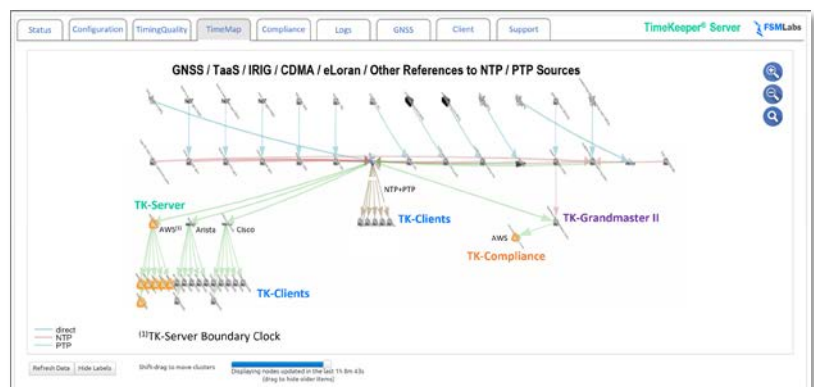 Status Configuration TimingQuality TimeMap Compliance Logs GNSS Client Support TimeKeeper® Server FSMLabs
GNSS / TaaS / IRIG / CDMA / eLoran / Other References to NTP / PTP Sources
NTP+PTP
TK-Server
TK-Clients
TK-Grandmaster II
AWS(1) Arista Cisco
AWS
TK-Compliance
TK-Clients
direct
NTP
PTP
(1)TK-Server Boundary Clock
Refresh Data Hide Labels Shift-drag to move clusters Displaying nodes updated in the last 1h 8m 43s
(drag to hide older items)